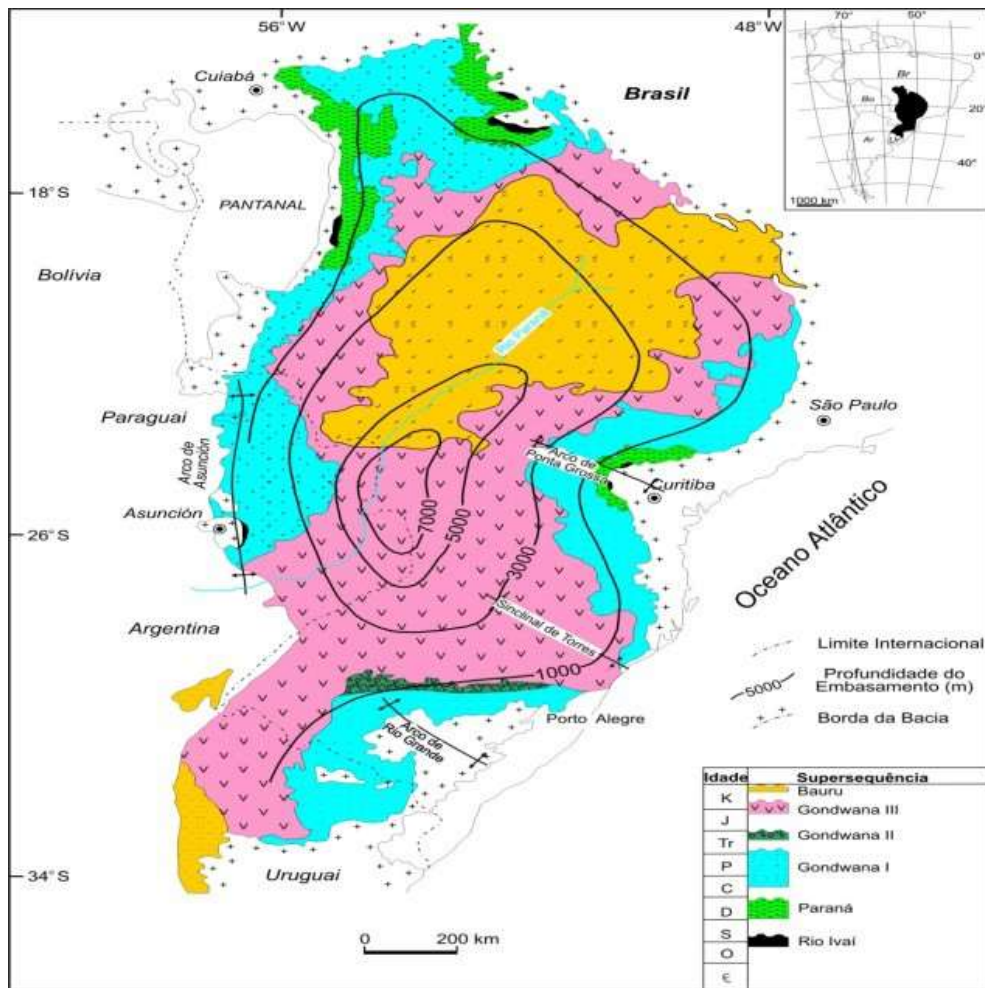 56°W
48°W
70°
50°
0°
20°
40°
Br
Bo
Ar
1000 km
Cuiabá
Brasil
18°S
PANTANAL
Bolívia
Rio Paraná
Paraguai
São Paulo
Arco de
Asunción
Arco de
Ponta Grossa
Curitiba
Asunción
26°S
7000
5000
3000
Oceano Atlântico
Sinclinal de Torres
Argentina
1000
Limite Internacional
5000
Profundidade do
Embasamento (m)
Borda da Bacia
Porto Alegre
Arco de
Rio Grande
Uruguai
34°S
0 200 km
Idade Supersequência
K Bauru
Gondwana III
J
Gondwana II
Tr
P Gondwana I
C
D Paraná
S
Rio Ivaí
O
Є